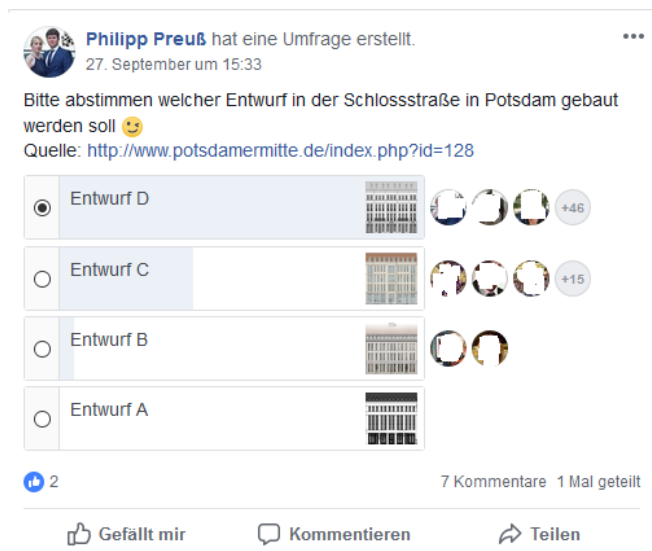 Philipp Preuß hat eine Umfrage erstellt.
27. September um 15:33
Bitte abstimmen welcher Entwurf in der Schlossstraße in Potsdam gebaut
werden soll 😉
Quelle: http://www.potsdamermitte.de/index.php?id=128
Entwurf D
+46
Entwurf C
+15
Entwurf B
Entwurf A
2
7 Kommentare 1 Mal geteilt
Gefällt mir Kommentieren Teilen